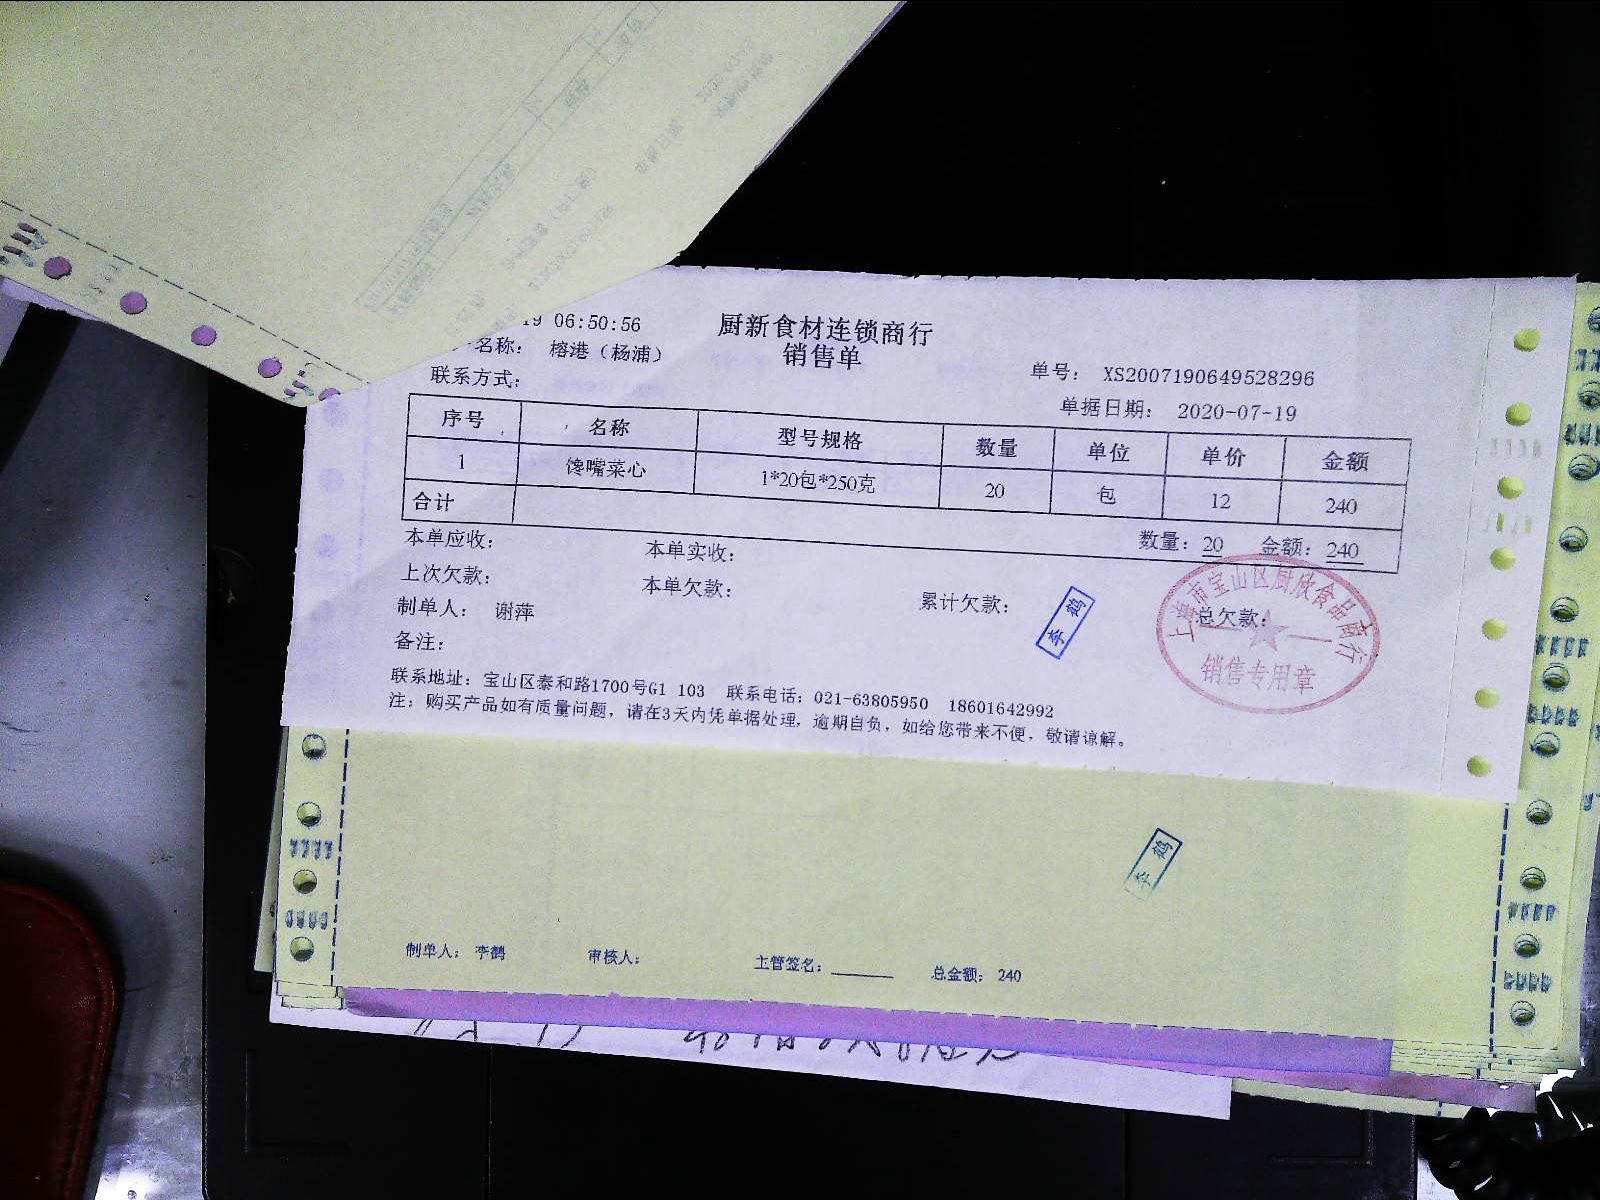 19 06:50:56
厨新食材连锁商行
销售单
名称： 榕港（杨浦）
联系方式：
单号： XS2007190649528296
单据日期： 2020-07-19
序号 名称 型号规格 数量 单位 单价 金额
1 馋嘴菜心 1*20包*250克 20 包 12 240
合计
数量：20 金额：240
本单应收： 本单实收：
上次欠款： 本单欠款： 累计欠款： 总欠款：
制单人： 谢萍
李鹤
上海市宝山区厨欣食品商行
销售专用章
备注：
联系地址：宝山区泰和路1700号G1 103 联系电话：021-63805950 18601642992
注：购买产品如有质量问题，请在3天内凭单据处理，逾期自负，如给您带来不便，敬请谅解。
李鹤
制单人： 李鹤 审核人： 主管签名： 总金额： 240